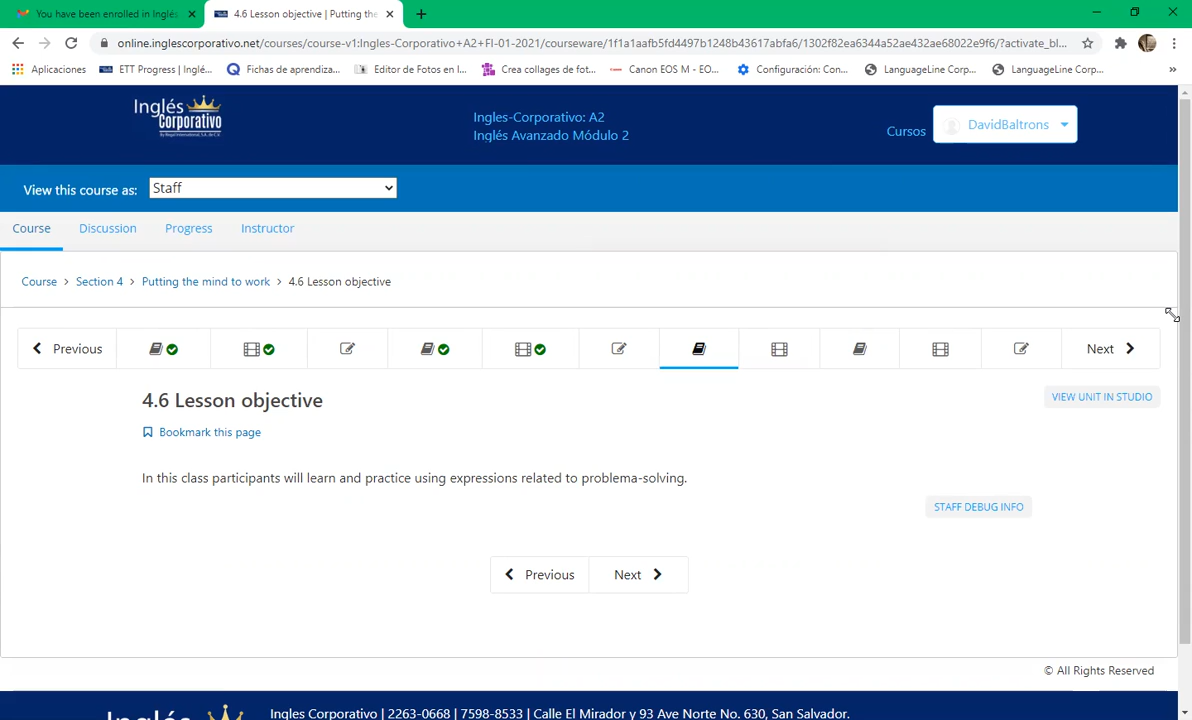 You have been enrolled in Inglés
4.6 Lesson objective | Putting the
online.inglescorporativo.net/courses/course-v1:Ingles-Corporativo+A2+FI-01-2021/courseware/1f1a1aafb5fd4497b1248b43617abfa6/1302f82ea6344a52ae432ae68022e9f6/?activate_bl...
Aplicaciones
ETT Progress | Inglé...
Fichas de aprendiza...
Editor de Fotos en l...
Crea collages de fot...
Canon EOS M - EO...
Configuración: Con...
LanguageLine Corp...
LanguageLine Corp...
»
Inglés
Corporativo
Ingles-Corporativo: A2
Inglés Avanzado Módulo 2
Cursos
DavidBaltrons
View this course as:
Staff
Course
Discussion
Progress
Instructor
Course > Section 4 > Putting the mind to work > 4.6 Lesson objective
Previous
Next
4.6 Lesson objective
VIEW UNIT IN STUDIO
Bookmark this page
In this class participants will learn and practice using expressions related to problema-solving.
STAFF DEBUG INFO
Previous
Next
© All Rights Reserved
Inglés
Ingles Corporativo | 2263-0668 | 7598-8533 | Calle El Mirador y 93 Ave Norte No. 630, San Salvador.